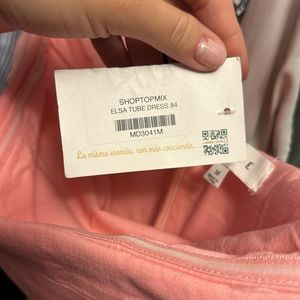 SHOPTOPMIX
ELSA TUBE DRESS 84
MD3041M
La misma esencia, con más conciencia.